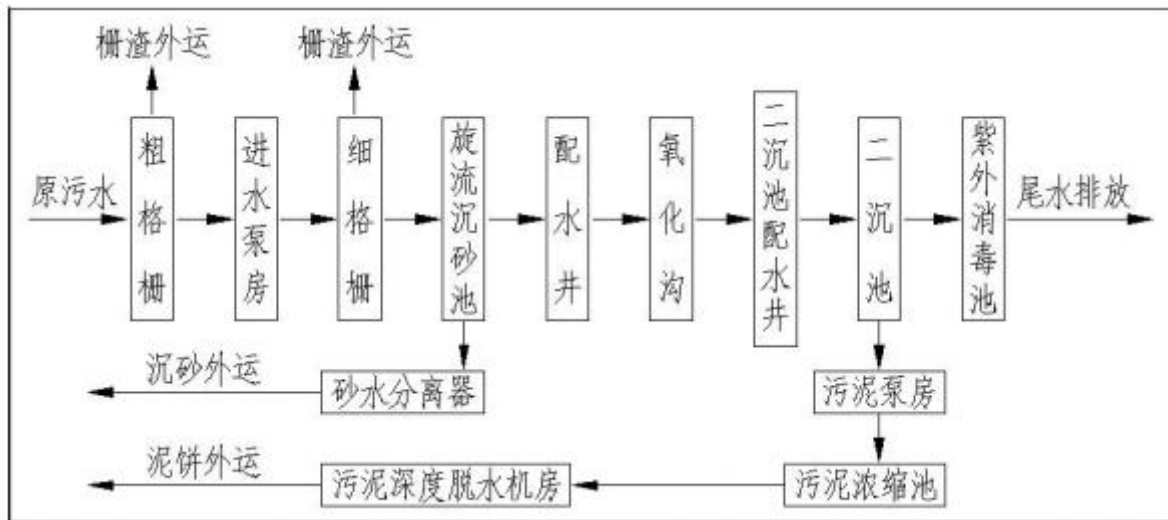 栅渣外运
栅渣外运
原污水
粗格栅
进水泵房
细格栅
旋流沉砂池
配水井
氧化沟
二沉池配水井
二沉池
紫外消毒池
尾水排放
沉砂外运
砂水分离器
污泥泵房
泥饼外运
污泥深度脱水机房
污泥浓缩池